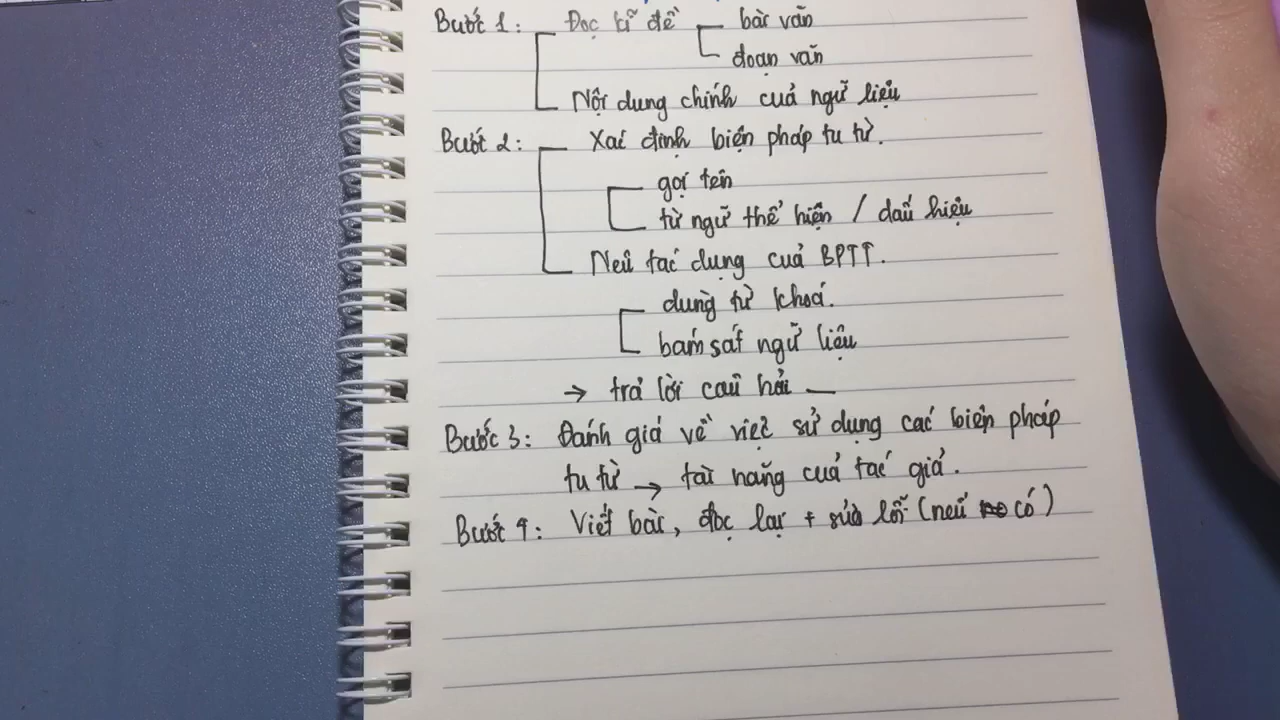 Bước 1: Đọc kĩ đề bài văn
đoạn văn
Nội dung chính của ngữ liệu
Bước 2: Xác định biện pháp tu từ.
gọi tên
từ ngữ thể hiện / dấu hiệu
Nêu tác dụng của BPTT.
dùng từ khoá.
bám sát ngữ liệu
→ trả lời câu hỏi
Bước 3: Đánh giá về việc sử dụng các biện pháp
tu từ → tài năng của tác giả.
Bước 4: Viết bài, đọc lại + sửa lỗi (nếu có)